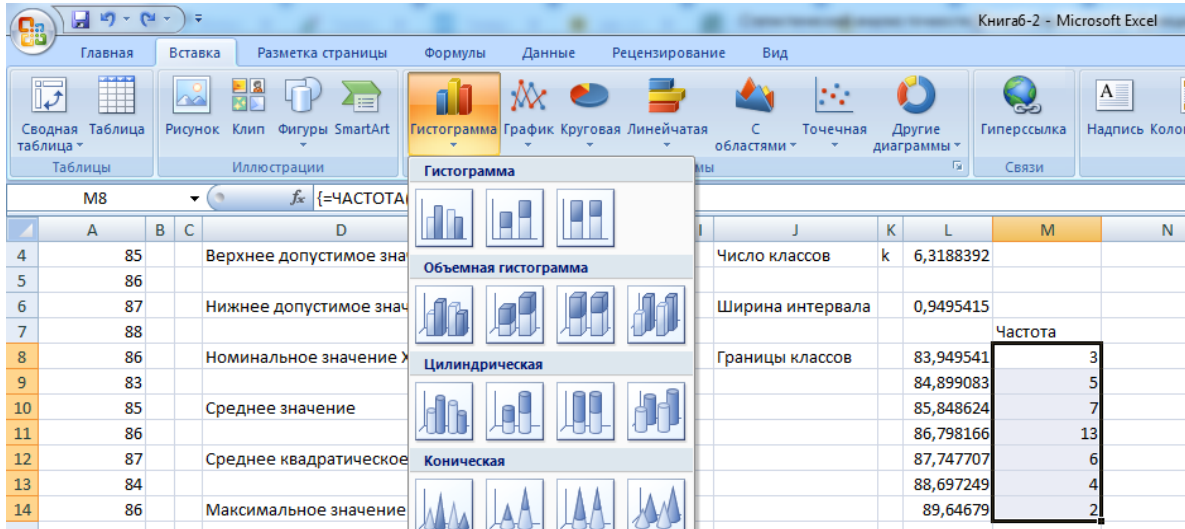 Книга6-2 - Microsoft Excel
Главная Вставка Разметка страницы Формулы Данные Рецензирование Вид
Сводная таблица Таблица Рисунок Клип Фигуры SmartArt Гистограмма График Круговая Линейчатая С областями Точечная Другие диаграммы Гиперссылка Надпись
Таблицы Иллюстрации Связи
M8 fx {=ЧАСТОТА(
Гистограмма
Объемная гистограмма
Цилиндрическая
Коническая
A B C D I J K L M N
4 85 Верхнее допустимое Число классов k 6,3188392
5 86
6 87 Нижнее допустимое Ширина интервала 0,9495415
7 88 Частота
8 86 Номинальное значение Границы классов 83,949541 3
9 83 84,899083 5
10 85 Среднее значение 85,848624 7
11 86 86,798166 13
12 87 Среднее квадратическое 87,747707 6
13 84 88,697249 4
14 86 Максимальное значение 89,64679 2